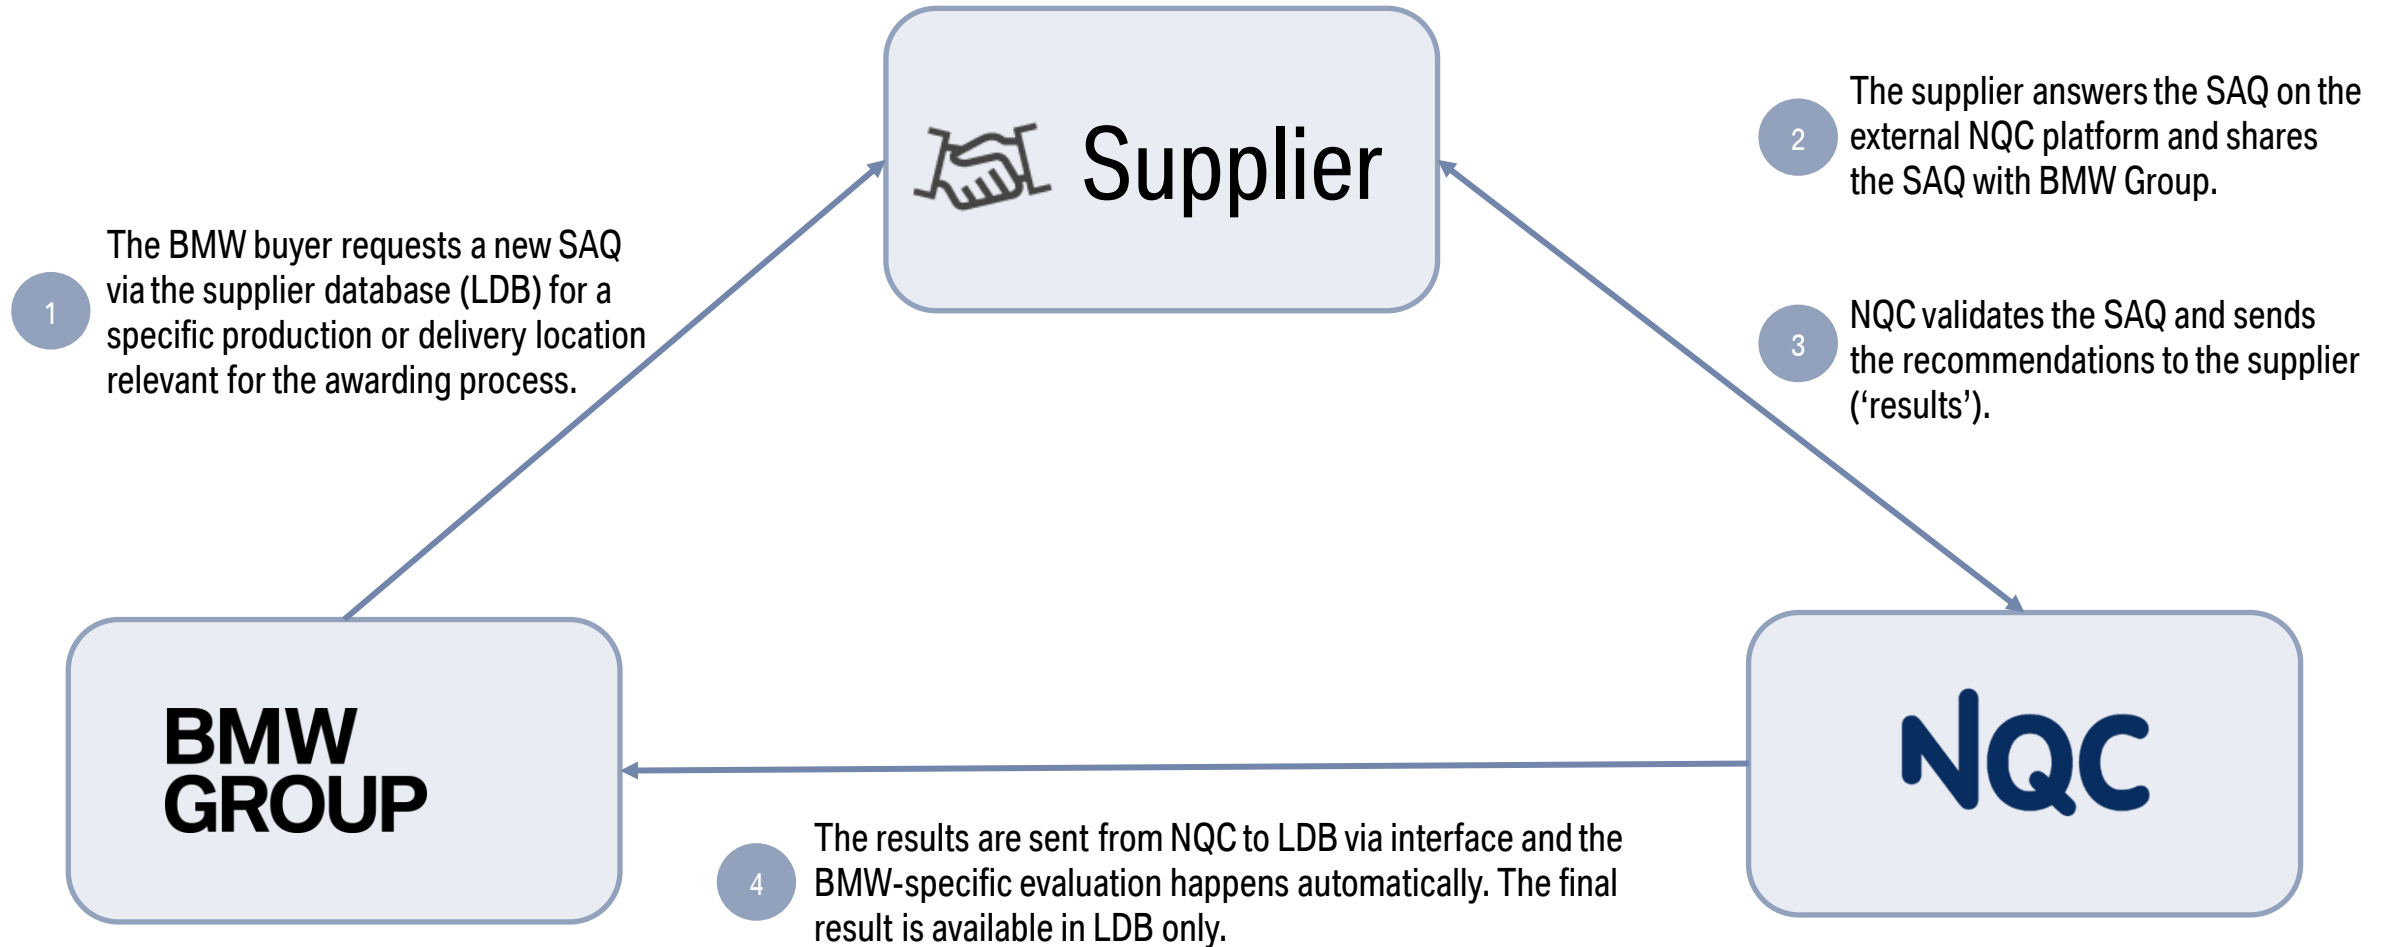 Supplier
1
The BMW buyer requests a new SAQ
via the supplier database (LDB) for a
specific production or delivery location
relevant for the awarding process.
2
The supplier answers the SAQ on the
external NQC platform and shares
the SAQ with BMW Group.
3
NQC validates the SAQ and sends
the recommendations to the supplier
(‘results’).
BMW
GROUP
NQC
4
The results are sent from NQC to LDB via interface and the
BMW-specific evaluation happens automatically. The final
result is available in LDB only.